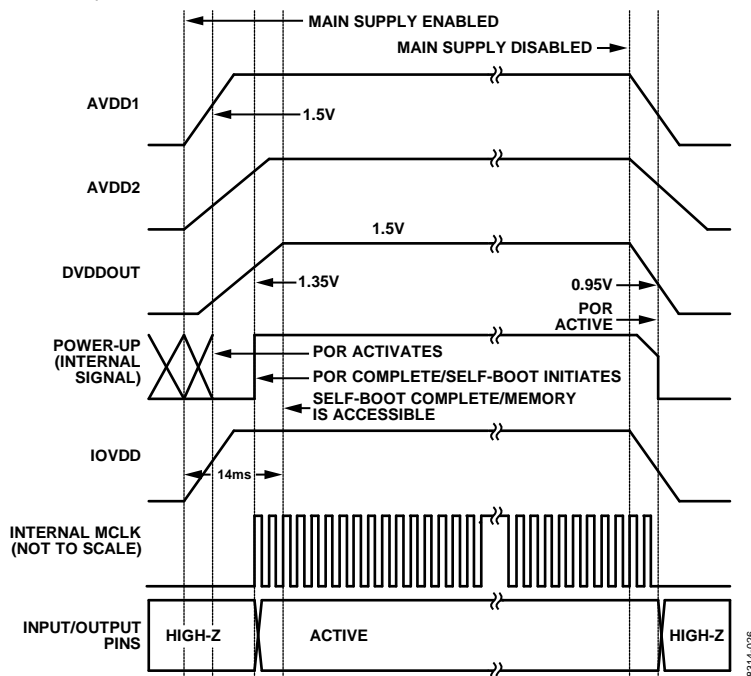 MAIN SUPPLY ENABLED
MAIN SUPPLY DISABLED
AVDD1
1.5V
AVDD2
1.5V
DVDDOUT
1.35V
0.95V
POR
ACTIVE
POWER-UP
(INTERNAL
SIGNAL)
POR ACTIVATES
POR COMPLETE/SELF-BOOT INITIATES
SELF-BOOT COMPLETE/MEMORY
IS ACCESSIBLE
IOVDD
14ms
INTERNAL MCLK
(NOT TO SCALE)
INPUT/OUTPUT
PINS
HIGH-Z
ACTIVE
HIGH-Z